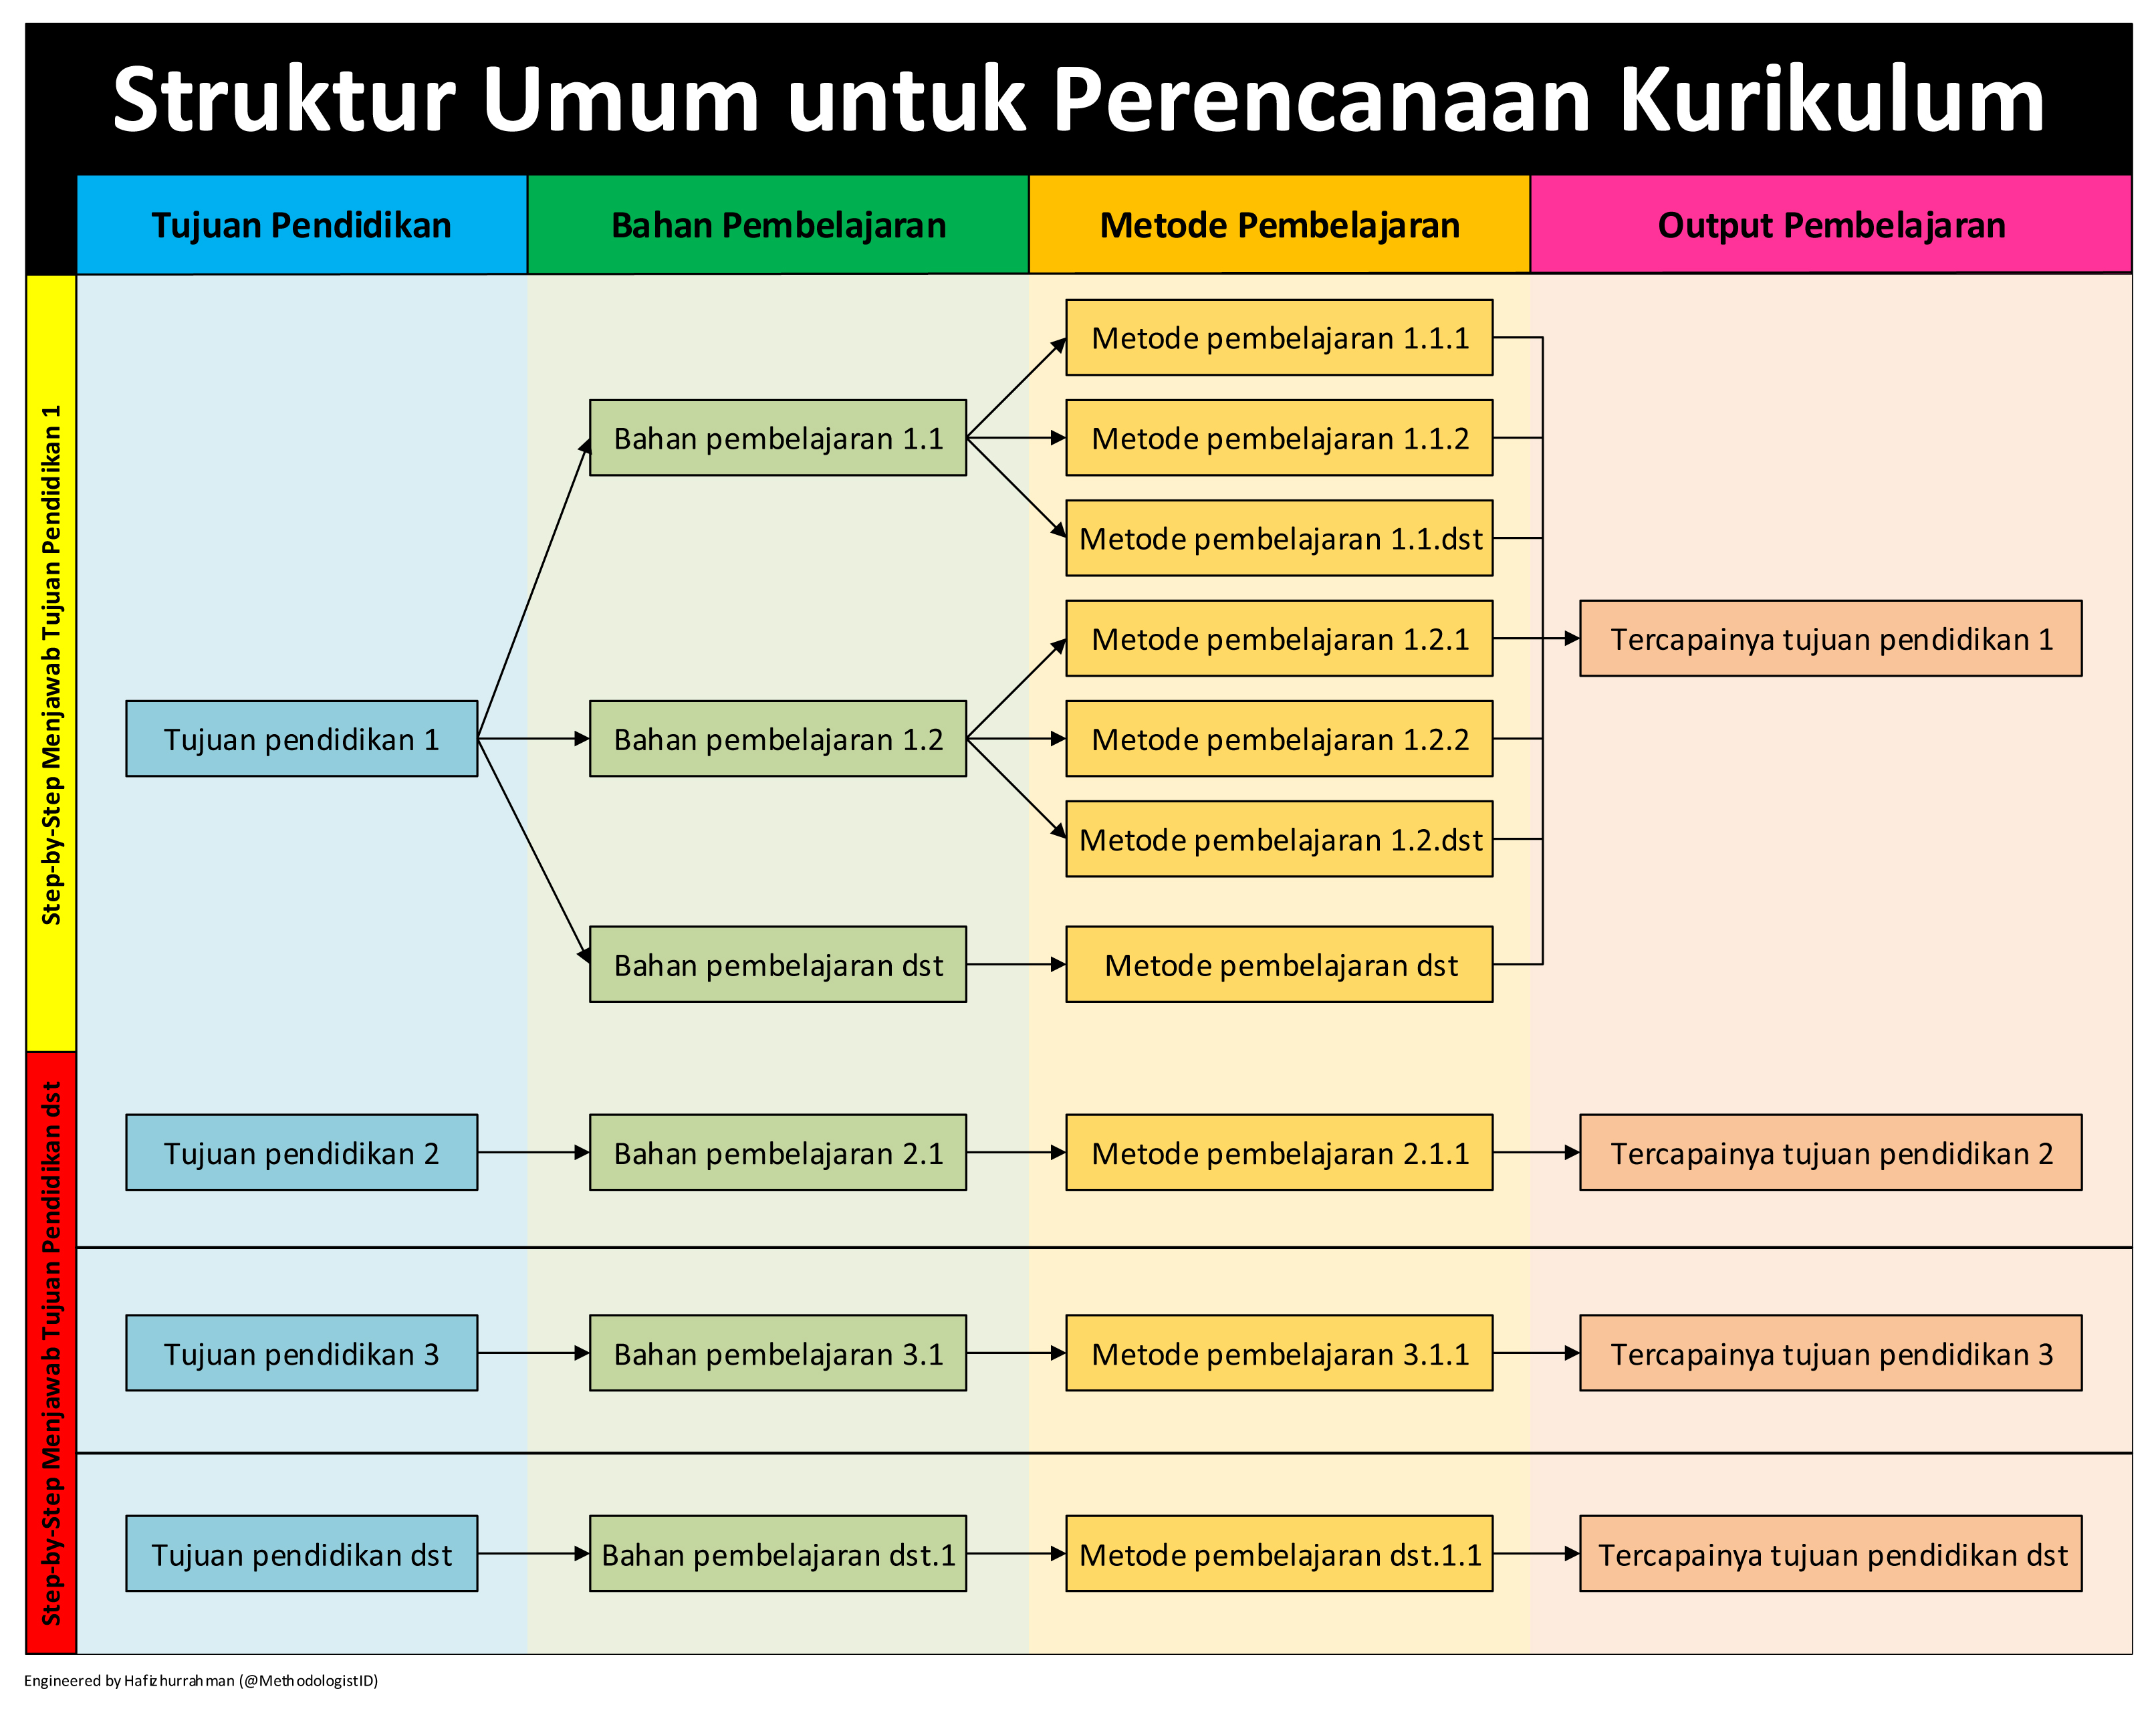 Struktur Umum untuk Perencanaan Kurikulum
Tujuan Pendidikan
Bahan Pembelajaran
Metode Pembelajaran
Output Pembelajaran
Step-by-Step Menjawab Tujuan Pendidikan 1
Tujuan pendidikan 1
Bahan pembelajaran 1.1
Bahan pembelajaran 1.2
Bahan pembelajaran dst
Metode pembelajaran 1.1.1
Metode pembelajaran 1.1.2
Metode pembelajaran 1.1.dst
Metode pembelajaran 1.2.1
Metode pembelajaran 1.2.2
Metode pembelajaran 1.2.dst
Metode pembelajaran dst
Tercapainya tujuan pendidikan 1
Step-by-Step Menjawab Tujuan Pendidikan dst
Tujuan pendidikan 2
Bahan pembelajaran 2.1
Metode pembelajaran 2.1.1
Tercapainya tujuan pendidikan 2
Tujuan pendidikan 3
Bahan pembelajaran 3.1
Metode pembelajaran 3.1.1
Tercapainya tujuan pendidikan 3
Tujuan pendidikan dst
Bahan pembelajaran dst.1
Metode pembelajaran dst.1.1
Tercapainya tujuan pendidikan dst
Engineered by Hafizhurrahman (@MethodologistID)